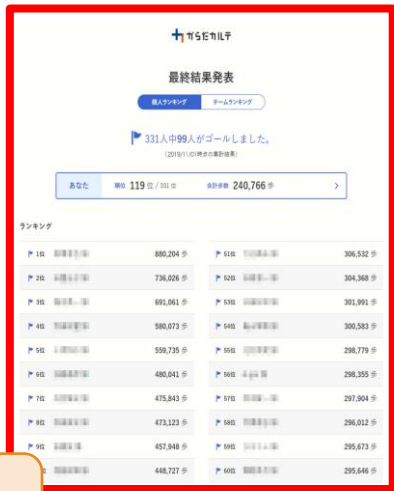 からだカルテ
最終結果発表
個人ランキング チームランキング
331人中99人がゴールしました。
(2019/11/01時点の集計結果)
あなた 順位 119 位 / 331 位 合計歩数 240,766 歩
ランキング
1位 880,204 歩 51位 306,532 歩
2位 736,026 歩 52位 304,368 歩
3位 691,061 歩 53位 301,991 歩
4位 580,073 歩 54位 300,583 歩
5位 559,735 歩 55位 298,779 歩
6位 480,041 歩 56位 298,355 歩
7位 475,843 歩 57位 297,904 歩
8位 473,123 歩 58位 296,012 歩
9位 457,948 歩 59位 295,673 歩
448,727 歩 60位 295,646 歩